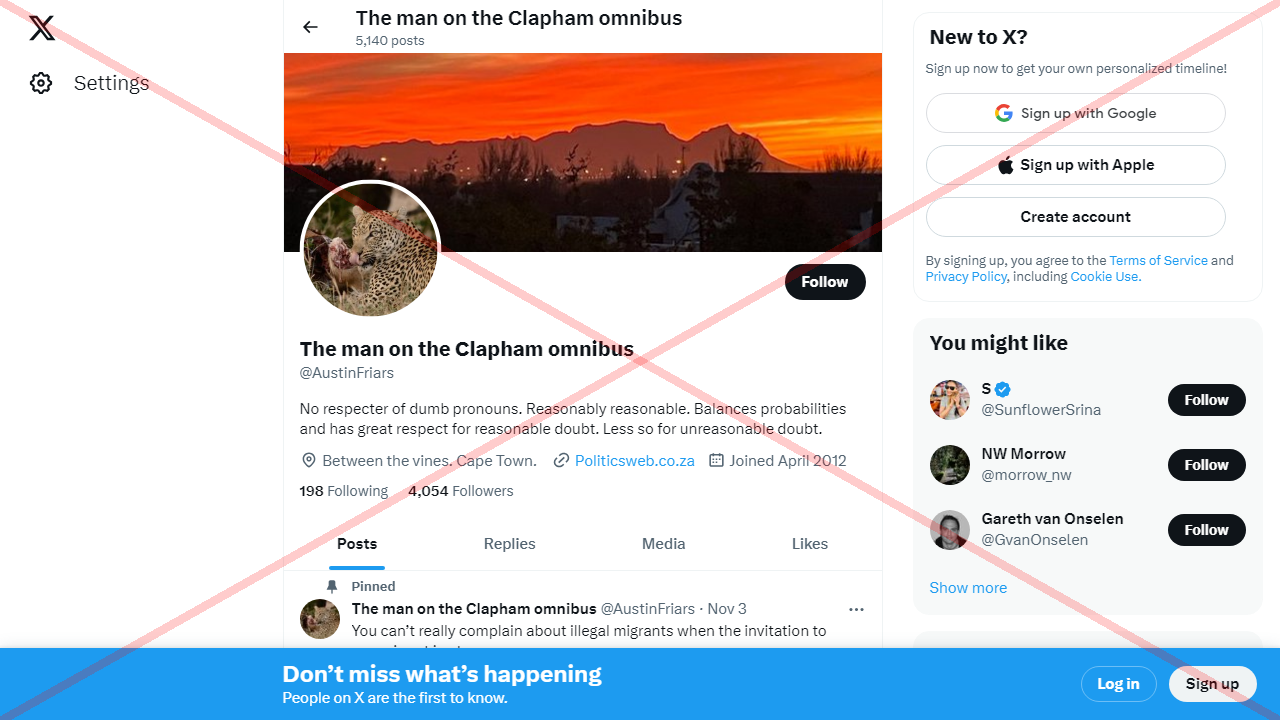 Settings
The man on the Clapham omnibus
5,140 posts
Follow
The man on the Clapham omnibus
@AustinFriars
No respecter of dumb pronouns. Reasonably reasonable. Balances probabilities
and has great respect for reasonable doubt. Less so for unreasonable doubt.
Between the vines. Cape Town. Politicsweb.co.za Joined April 2012
198 Following 4,054 Followers
Posts Replies Media Likes
Pinned
The man on the Clapham omnibus @AustinFriars · Nov 3
You can’t really complain about illegal migrants when the invitation to
New to X?
Sign up now to get your own personalized timeline!
Sign up with Google
Sign up with Apple
Create account
By signing up, you agree to the Terms of Service and
Privacy Policy, including Cookie Use.
You might like
S
@SunflowerSrina
Follow
NW Morrow
@morrow_nw
Follow
Gareth van Onselen
@GvanOnselen
Follow
Show more
Don’t miss what’s happening
People on X are the first to know.
Log in
Sign up